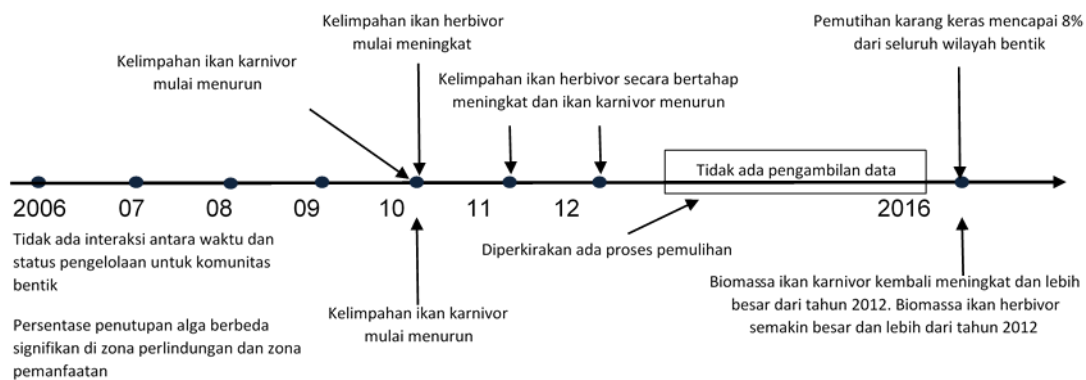 Kelimpahan ikan herbivor
mulai meningkat
Pemutihan karang keras mencapai 8%
dari seluruh wilayah bentik
Kelimpahan ikan karnivor
mulai menurun
Kelimpahan ikan herbivor secara bertahap
meningkat dan ikan karnivor menurun
Tidak ada pengambilan data
2006 07 08 09 10 11 12 2016
Tidak ada interaksi antara waktu dan
status pengelolaan untuk komunitas
bentik
Diperkirakan ada proses pemulihan
Persentase penutupan alga berbeda
signifikan di zona perlindungan dan zona
pemanfaatan
Kelimpahan ikan karnivor
mulai menurun
Biomassa ikan karnivor kembali meningkat dan lebih
besar dari tahun 2012. Biomassa ikan herbivor
semakin besar dan lebih dari tahun 2012